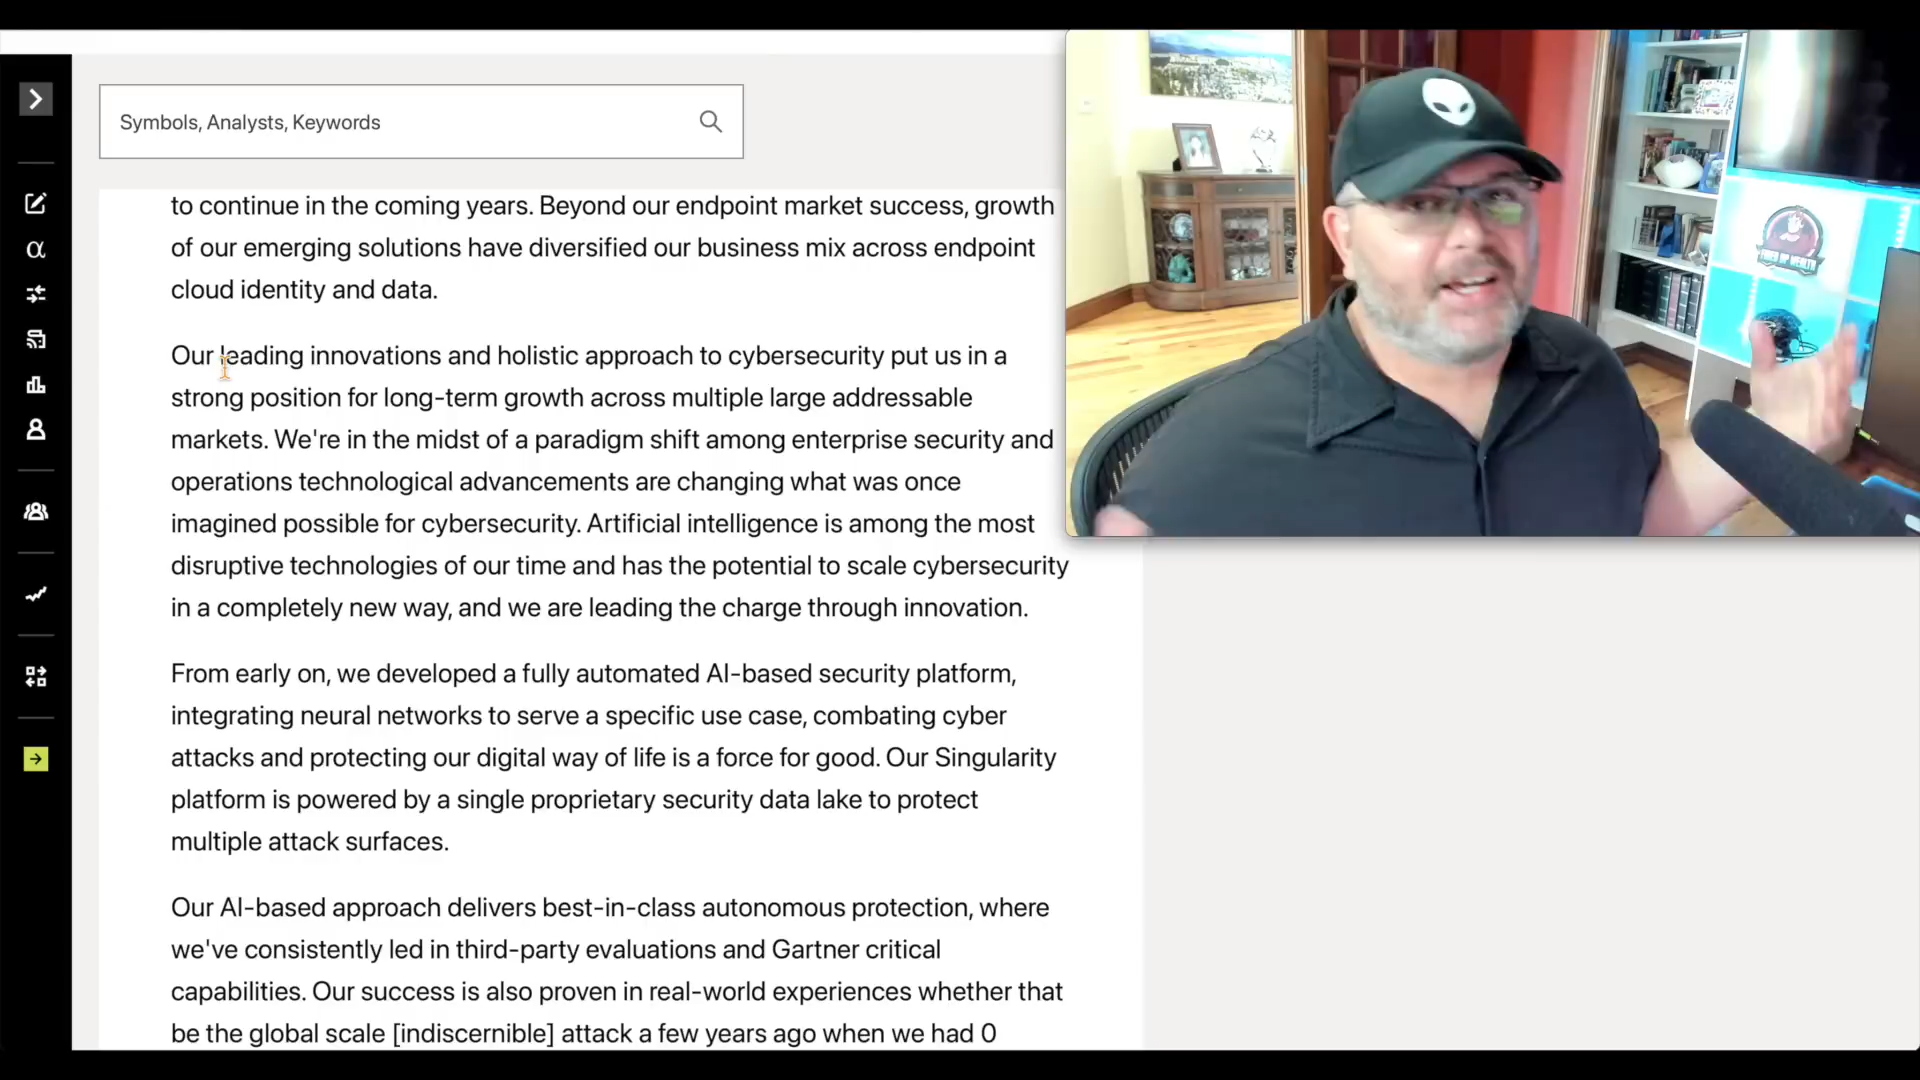 Symbols, Analysts, Keywords
to continue in the coming years. Beyond our endpoint market success, growth
of our emerging solutions have diversified our business mix across endpoint
cloud identity and data.
Our leading innovations and holistic approach to cybersecurity put us in a
strong position for long-term growth across multiple large addressable
markets. We're in the midst of a paradigm shift among enterprise security and
operations technological advancements are changing what was once
imagined possible for cybersecurity. Artificial intelligence is among the most
disruptive technologies of our time and has the potential to scale cybersecurity
in a completely new way, and we are leading the charge through innovation.
From early on, we developed a fully automated AI-based security platform,
integrating neural networks to serve a specific use case, combating cyber
attacks and protecting our digital way of life is a force for good. Our Singularity
platform is powered by a single proprietary security data lake to protect
multiple attack surfaces.
Our AI-based approach delivers best-in-class autonomous protection, where
we've consistently led in third-party evaluations and Gartner critical
capabilities. Our success is also proven in real-world experiences whether that
be the global scale [indiscernible] attack a few years ago when we had 0
FIRED UP WEALTH